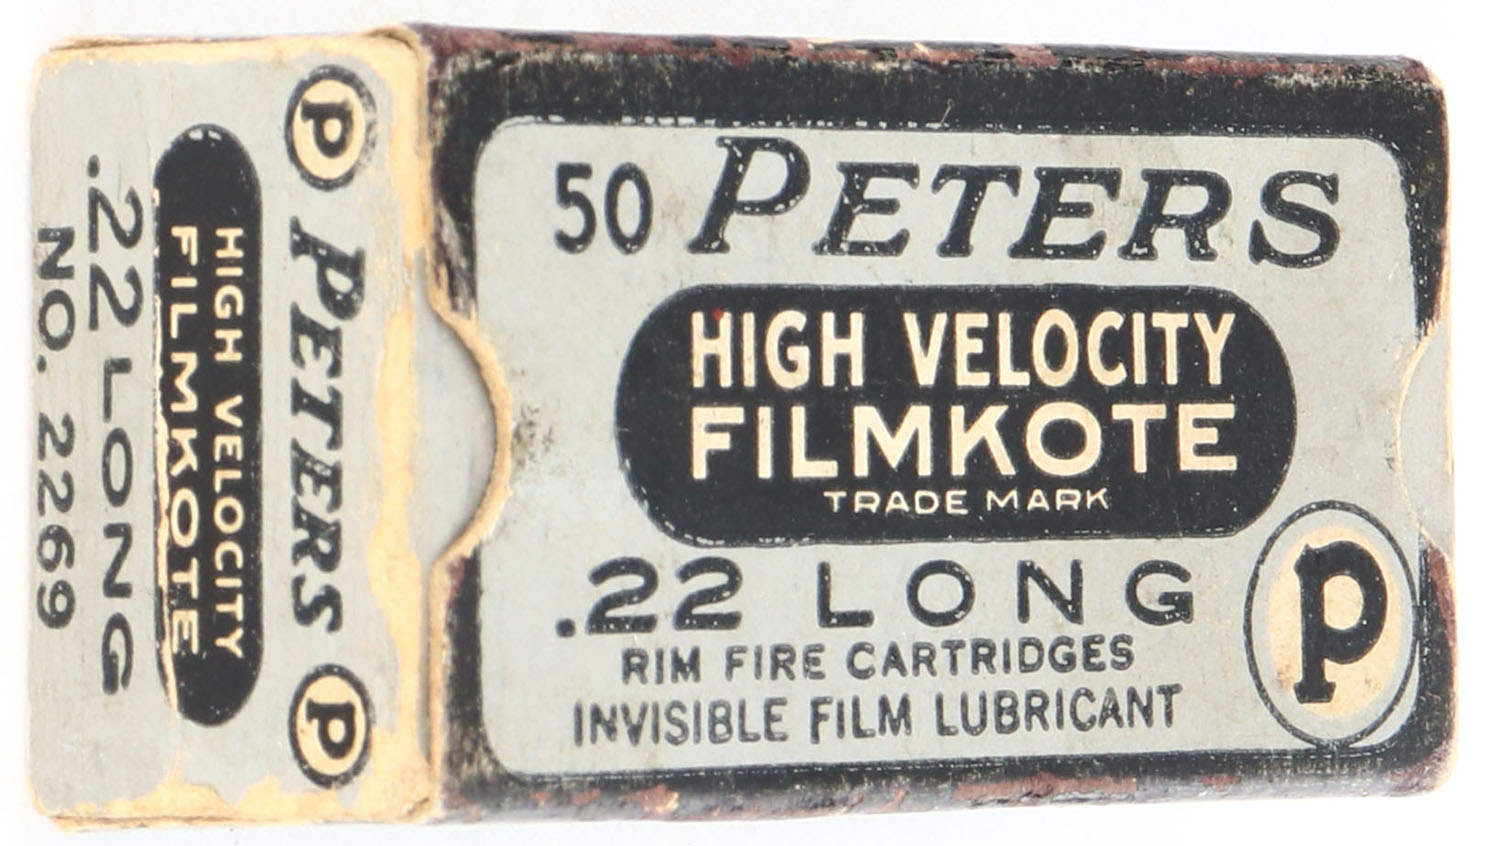 50 PETERS
HIGH VELOCITY
FILMKOTE
TRADE MARK
.22 LONG
RIM FIRE CARTRIDGES
INVISIBLE FILM LUBRICANT
P
P PETERS P
HIGH VELOCITY
FILMKOTE
.22 LONG
NO. 2269